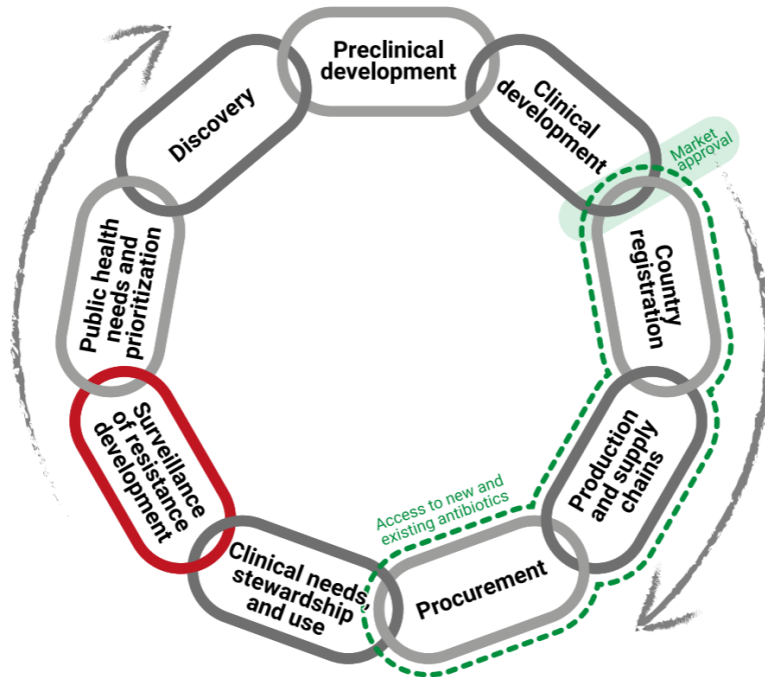 Preclinical
development
Clinical
development
Market
approval
Country
registration
Production
and supply
chains
Access to new and
existing antibiotics
Procurement
Clinical needs,
stewardship
and use
Surveillance
of resistance
development
Public health
needs and
prioritization
Discovery